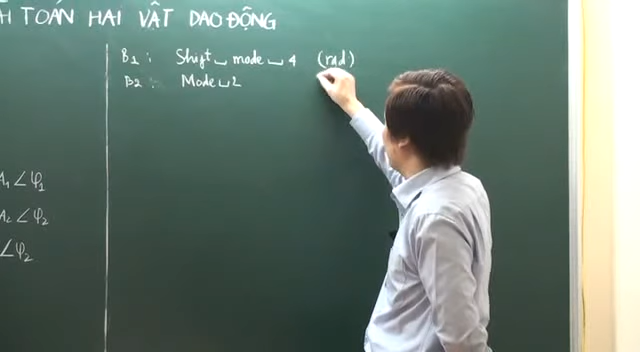 TOÁN HAI VẬT DAO ĐỘNG
B1 : Shift ␣ mode ␣ 4 (rad)
B2 : Mode ␣ 2
A₁ ∠ φ₁
A₂ ∠ φ₂
∠ φ₂